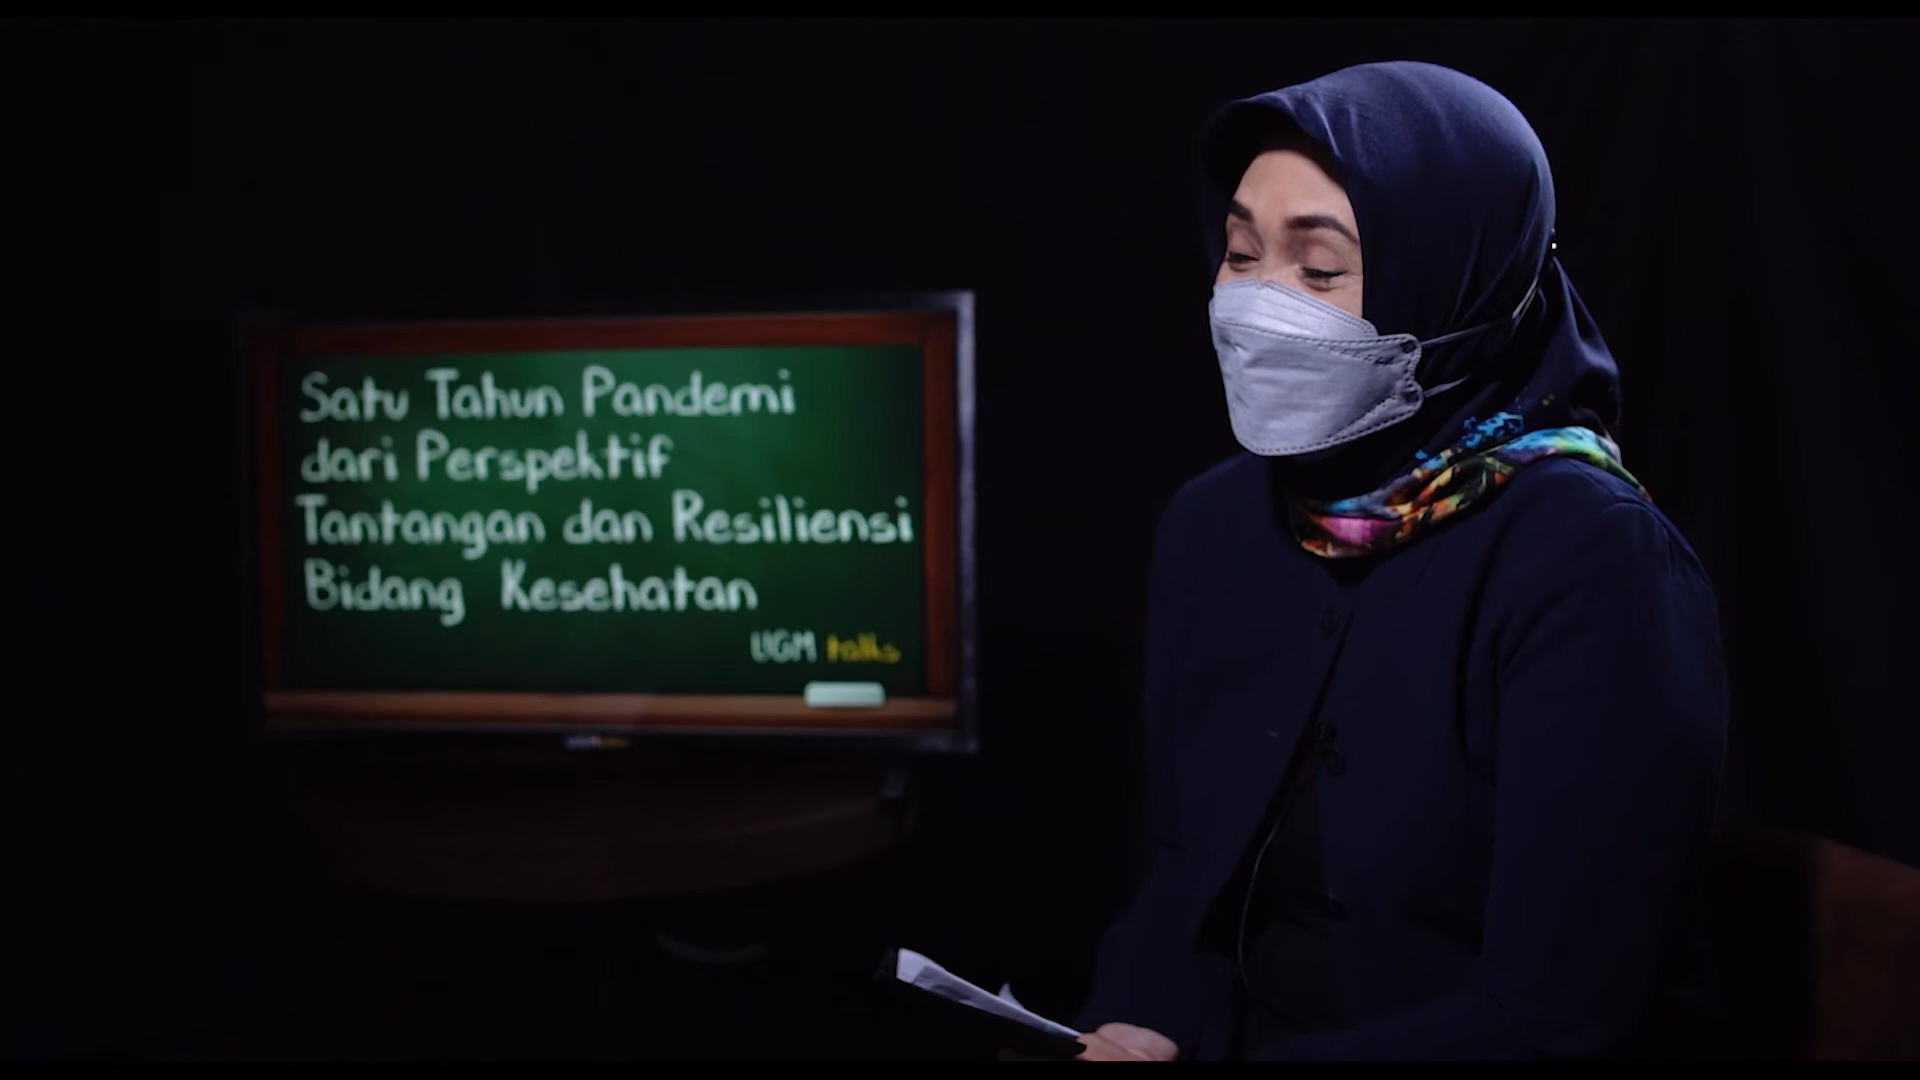 Satu Tahun Pandemi
dari Perspektif
Tantangan dan Resiliensi
Bidang Kesehatan
UGM talks